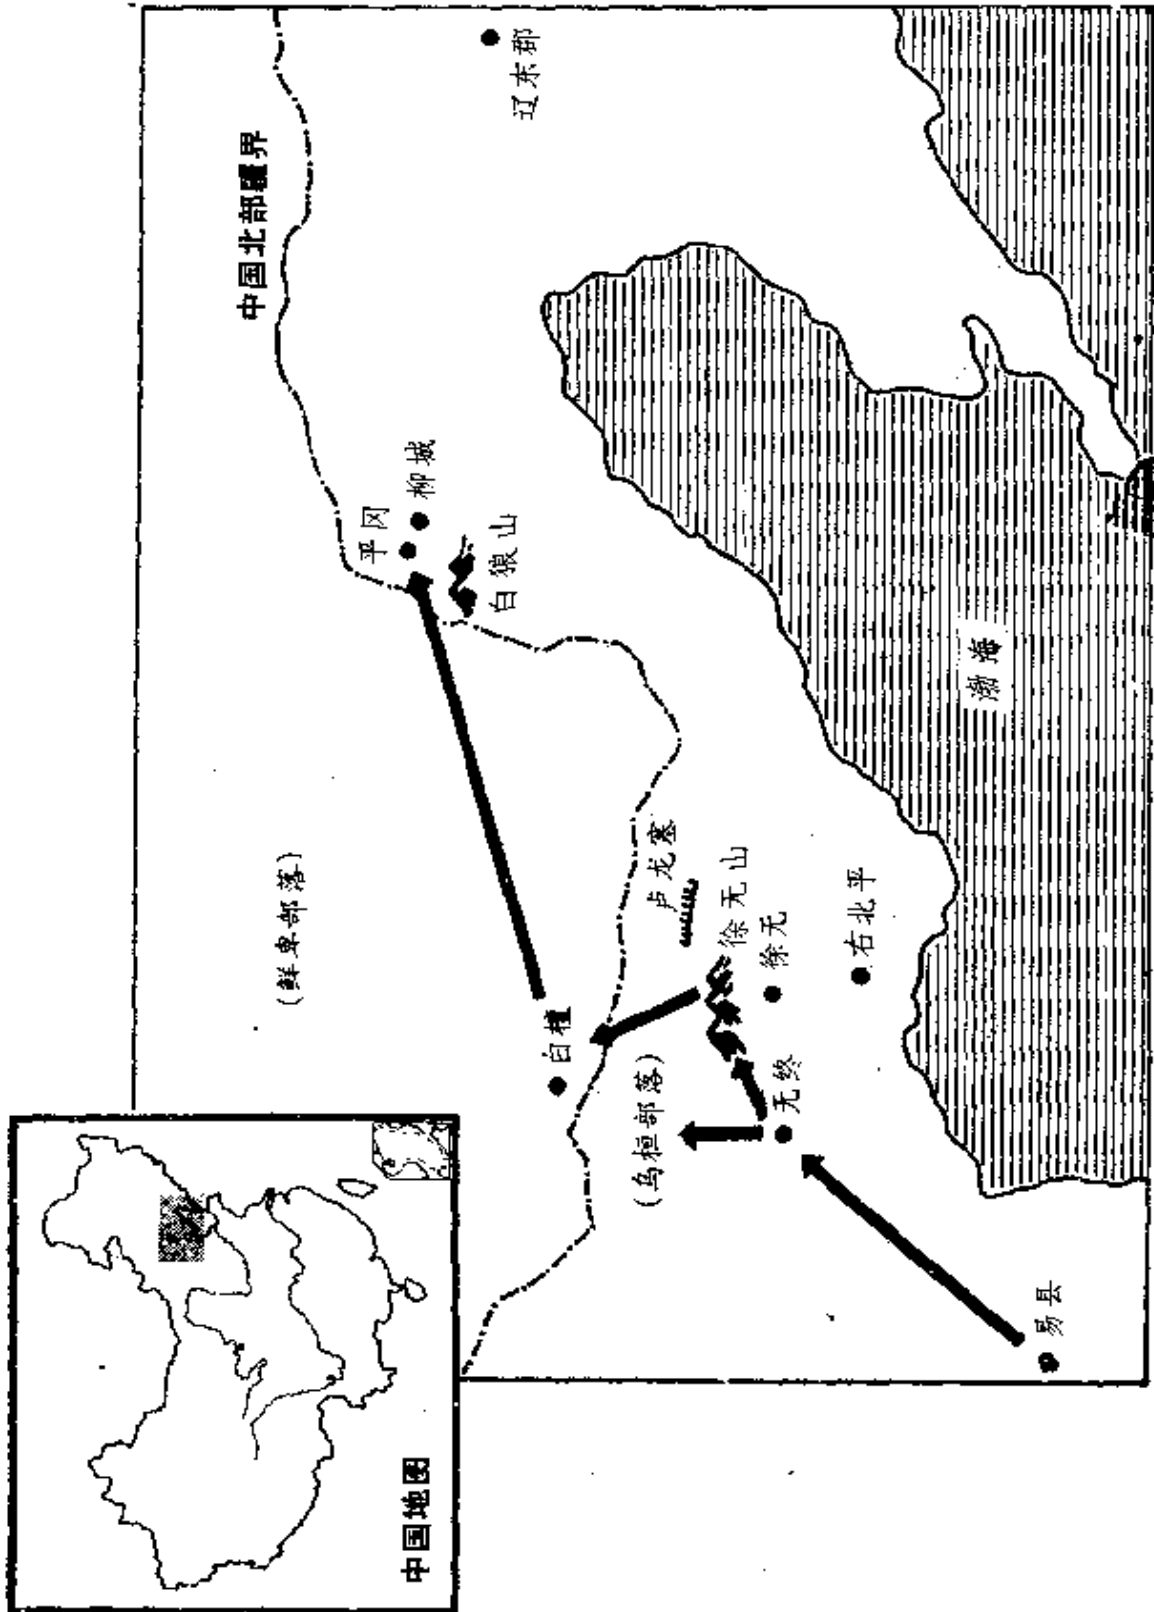 中国地图
中国北部疆界
(鲜卑部落)
辽东郡
平冈
柳城
白狼山
白檀
卢龙塞
徐无山
徐无
(乌桓部落)
无终
右北平
易县
渤海